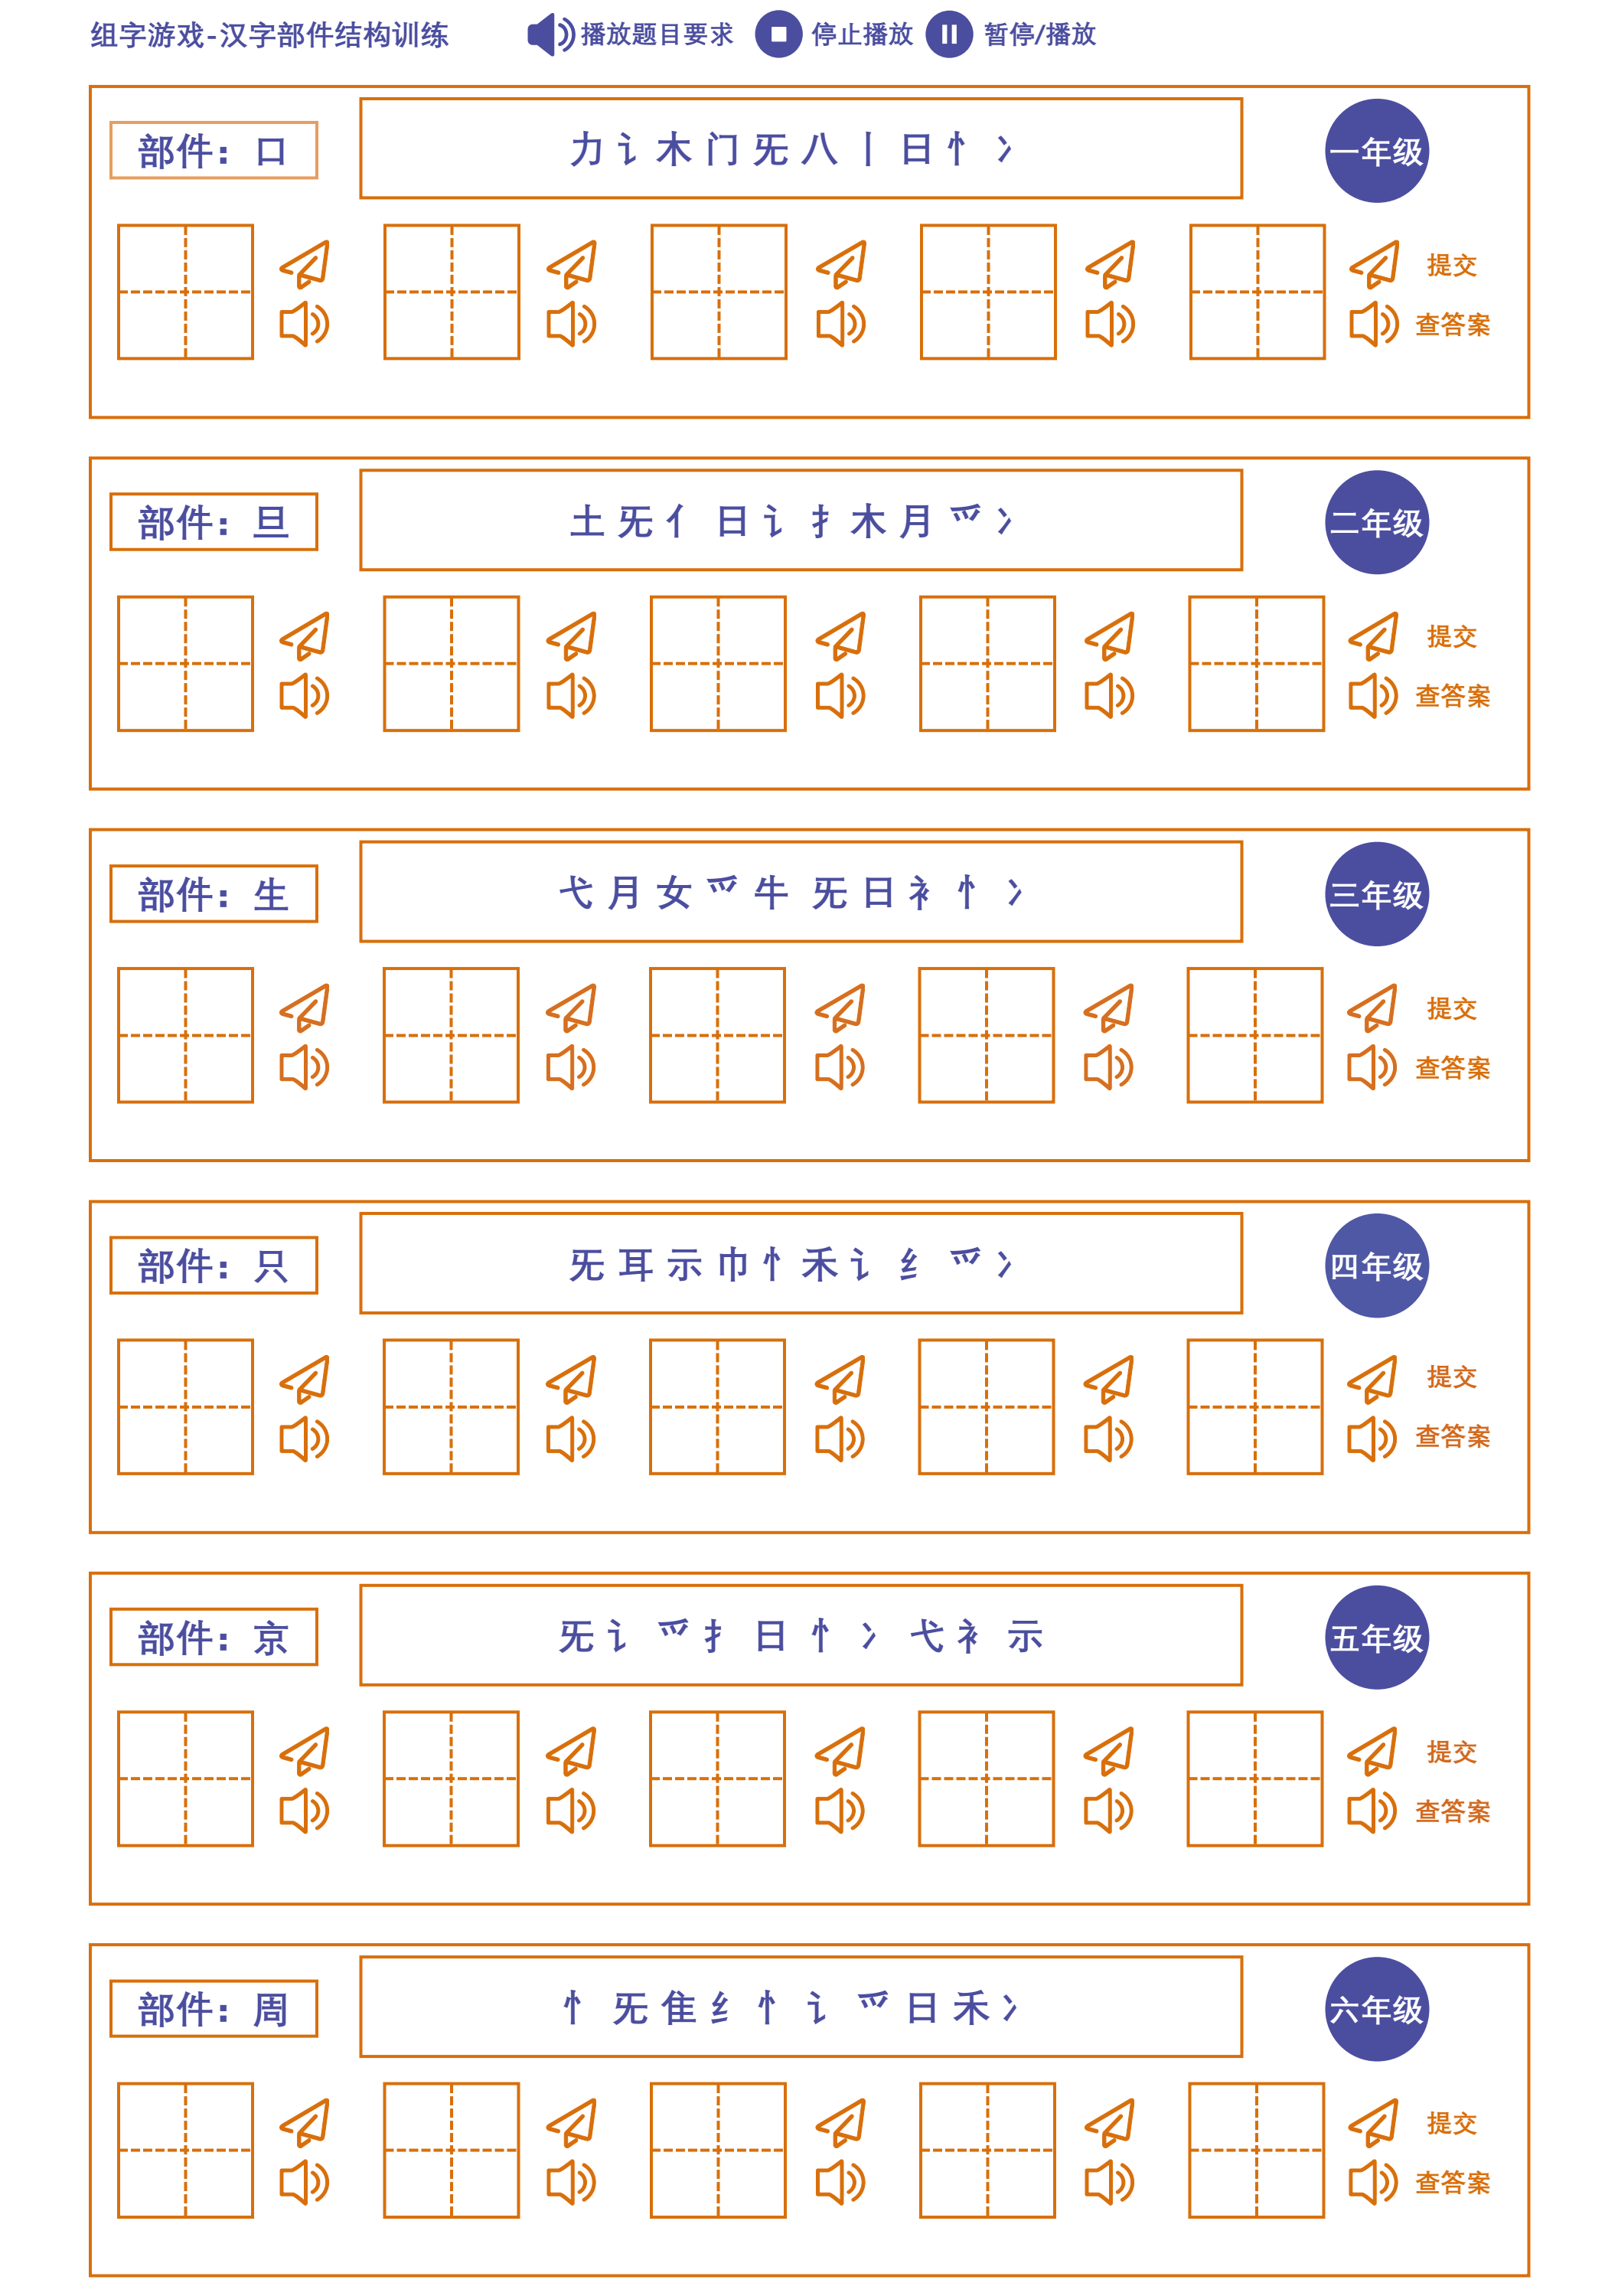 组字游戏-汉字部件结构训练 播放题目要求 停止播放 暂停/播放
部件：口 力 讠 木 门 旡 八 丨 日 忄 冫 一年级
提交
查答案
部件：旦 土 旡 亻 日 讠 扌 木 月 爫 冫 二年级
提交
查答案
部件：生 弋 月 女 爫 牛 旡 日 衤 忄 冫 三年级
提交
查答案
部件：只 旡 耳 示 巾 忄 禾 讠 纟 爫 冫 四年级
提交
查答案
部件：京 旡 讠 爫 扌 日 忄 冫 弋 衤 示 五年级
提交
查答案
部件：周 忄 旡 隹 纟 忄 讠 爫 日 禾 冫 六年级
提交
查答案